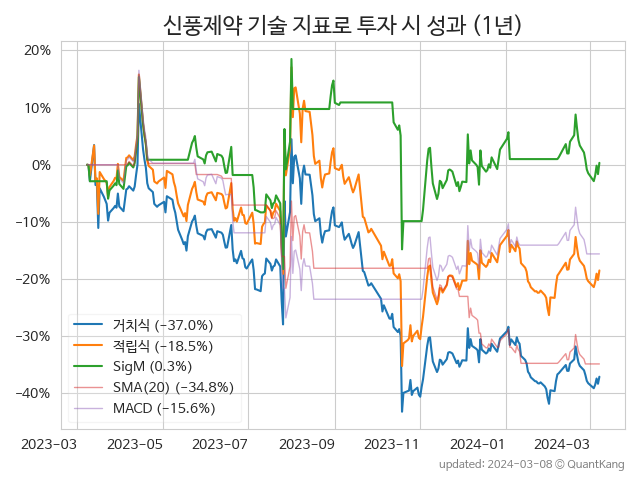 신풍제약 기술 지표로 투자 시 성과 (1년)
20%
10%
0%
−10%
−20%
−30%
−40%
거치식 (−37.0%)
적립식 (−18.5%)
SigM (0.3%)
SMA(20) (−34.8%)
MACD (−15.6%)
2023−03 2023−05 2023−07 2023−09 2023−11 2024−01 2024−03
updated: 2024−03−08 ⓒ QuantKang